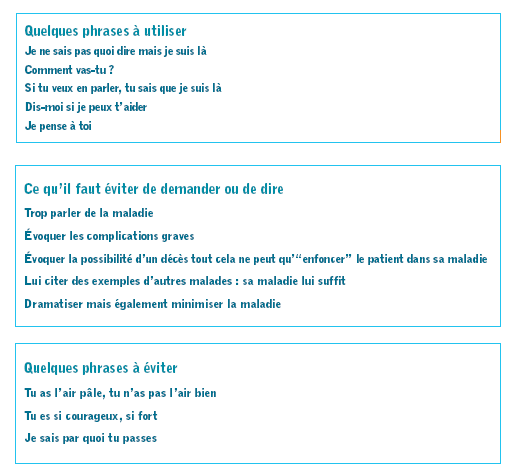 Quelques phrases à utiliser
Je ne sais pas quoi dire mais je suis là
Comment vas-tu ?
Si tu veux en parler, tu sais que je suis là
Dis-moi si je peux t'aider
Je pense à toi
Ce qu'il faut éviter de demander ou de dire
Trop parler de la maladie
Évoquer les complications graves
Évoquer la possibilité d'un décès tout cela ne peut qu'“enfoncer” le patient dans sa maladie
Lui citer des exemples d'autres malades : sa maladie lui suffit
Dramatiser mais également minimiser la maladie
Quelques phrases à éviter
Tu as l'air pâle, tu n'as pas l'air bien
Tu es si courageux, si fort
Je sais par quoi tu passes